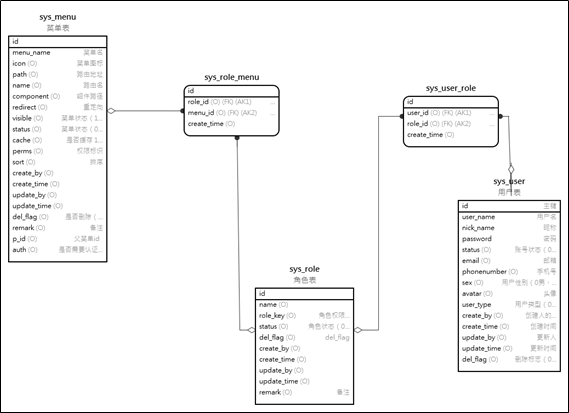 sys_menu
菜单表
id
menu_name (O) 菜单名
icon (O) 菜单图标
path (O) 路由地址
name (O) 路由名
component (O) 组件路径
redirect (O) 重定向
visible (O) 菜单状态 (1...
status (O) 菜单状态 (0...
cache (O) 是否缓存 1...
perms (O) 权限标识
sort (O) 排序
create_by (O)
create_time (O)
update_by (O)
update_time (O)
del_flag (O) 是否删除 (...
remark (O) 备注
p_id (O) 父菜单id
auth (O) 是否需要认证...
sys_role_menu
id
role_id (O) (FK) (AK1) ...
menu_id (O) (FK) (AK2) ...
create_time (O)
sys_user_role
id
user_id (O) (FK) (AK1) ...
role_id (O) (FK) (AK2) ...
create_time (O)
sys_user
用户表
id 主键
user_name (O) 用户名
nick_name (O) 昵称
password (O) 密码
status (O) 账号状态 (0...
email (O) 邮箱
phonenumber (O) 手机号
sex (O) 用户性别 (0男，...
avatar (O) 头像
user_type (O) 用户类型 (0...
create_by (O) 创建人的...
create_time (O) 创建时间
update_by (O) 更新人
update_time (O) 更新时间
del_flag (O) 删除标志 (0...
sys_role
角色表
id
name (O)
role_key (O) 角色权限...
status (O) 角色状态 (0...
del_flag (O) del_flag
create_by (O)
create_time (O)
update_by (O)
update_time (O)
remark (O) 备注